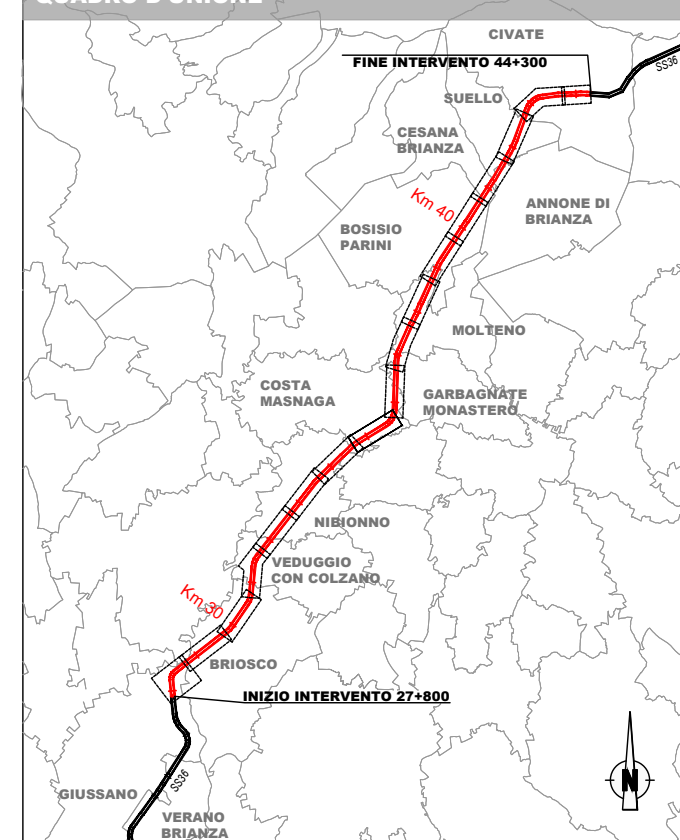 QUADRO D'UNIONE
CIVATE
FINE INTERVENTO 44+300
SS36
SUELLO
CESANA
BRIANZA
Km 40
ANNONE DI
BRIANZA
BOSISIO
PARINI
MOLTENO
COSTA
MASNAGA
GARBAGNATE
MONASTERO
NIBIONNO
VEDUGGIO
CON COLZANO
Km 30
BRIOSCO
INIZIO INTERVENTO 27+800
SS36
GIUSSANO
VERANO
BRIANZA
N